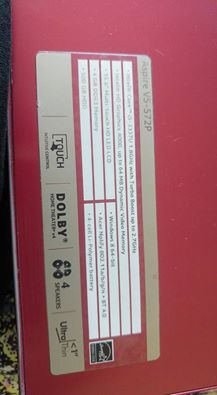 Aspire V5-572P
• Intel® Core™ i5-3337U 1.8GHz with Turbo Boost up to 2.7GHz
• Intel® HD Graphics 4000, up to 64 MB Dynamic Video Memory
• 15.6" Multi-touch HD LED LCD
• 4 GB DDR3 Memory
• 500 GB HDD
• Windows 8 64-bit
• Acer Nplify 802.11a/b/g/n + BT 4.0
• 4-cell Li-Polymer battery
TOUCH
INTUITIVE CONTROL
DOLBY®
HOME THEATER® v4
4
SPEAKERS
< 1"
UltraThin